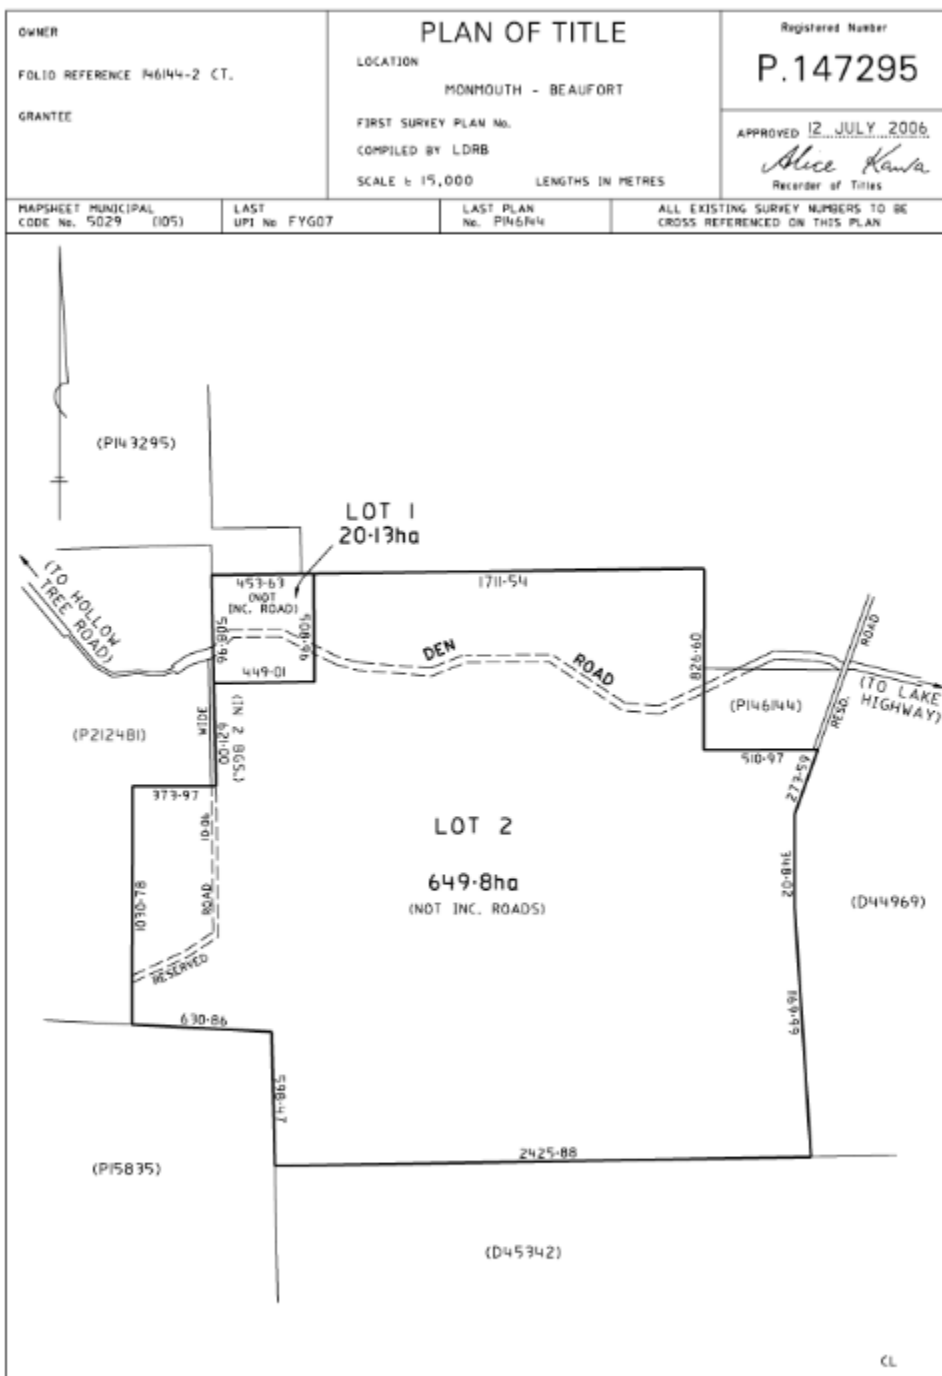 OWNER
FOLIO REFERENCE P146144-2 CT.
GRANTEE
PLAN OF TITLE
LOCATION
MONMOUTH - BEAUFORT
FIRST SURVEY PLAN No.
COMPILED BY LDRB
SCALE 1: 15,000 LENGTHS IN METRES
Registered Number
P.147295
APPROVED 12 JULY 2006
Alice Kawa
Recorder of Titles
MAPSHEET MUNICIPAL
CODE No. 5029 (105)
LAST
UPI No FYG07
LAST PLAN
No. P146144
ALL EXISTING SURVEY NUMBERS TO BE
CROSS REFERENCED ON THIS PLAN
(P143295)
LOT 1
20·13ha
(TO HOLLOW
TREE ROAD)
453·63
(NOT
INC. ROAD)
1711·54
508·96
508·96
449·01
DEN
ROAD
826·60
ROAD
RESD.
(TO LAKE
HIGHWAY)
(P146144)
(P212481)
WIDE
621·00
(IN 2 BGS.)
510·97
273·59
373·97
10·06
LOT 2
649·8ha
(NOT INC. ROADS)
348·02
(D44969)
1030·78
ROAD
RESERVED
630·86
969·91
598·47
2425·88
(P15835)
(D45342)
CL